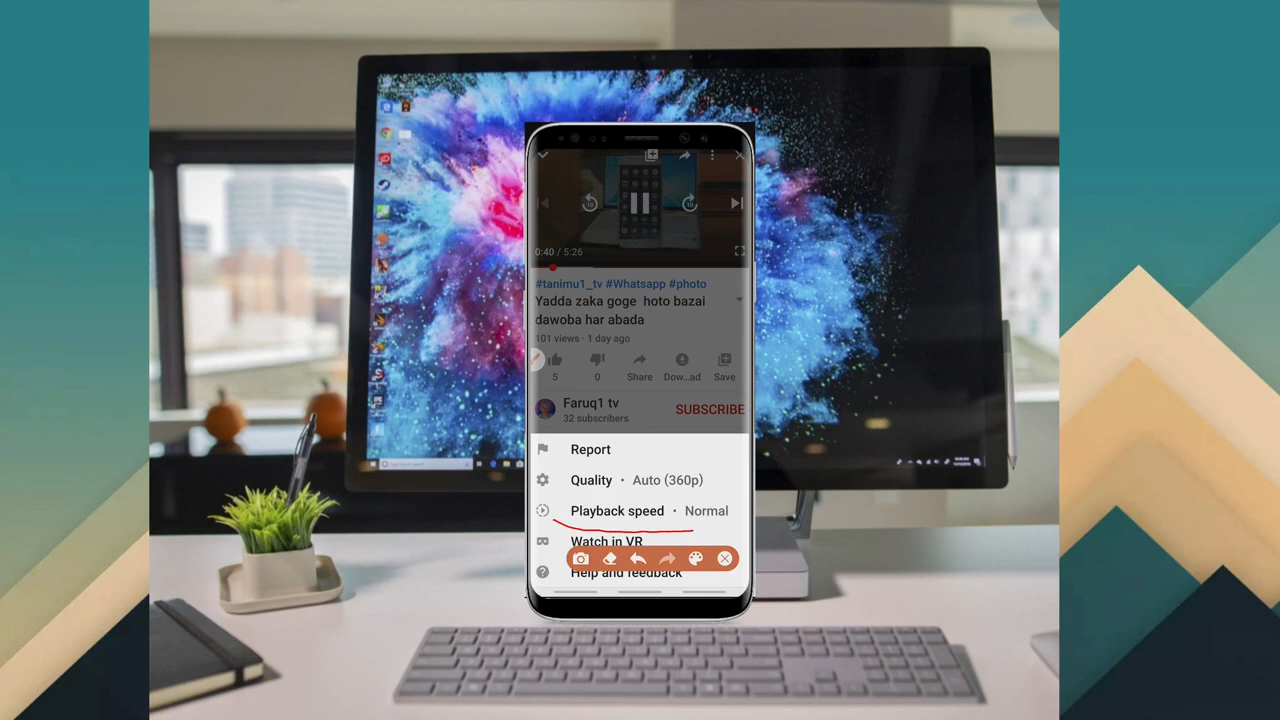 0:40 / 5:26
#tanimu1_tv #Whatsapp #photo
Yadda zaka goge hoto bazai
dawoba har abada
101 views · 1 day ago
5
0
Share
Dow...ad
Save
Faruq1 tv
32 subscribers
SUBSCRIBE
Report
Quality · Auto (360p)
Playback speed · Normal
Watch in VR
Help and feedback